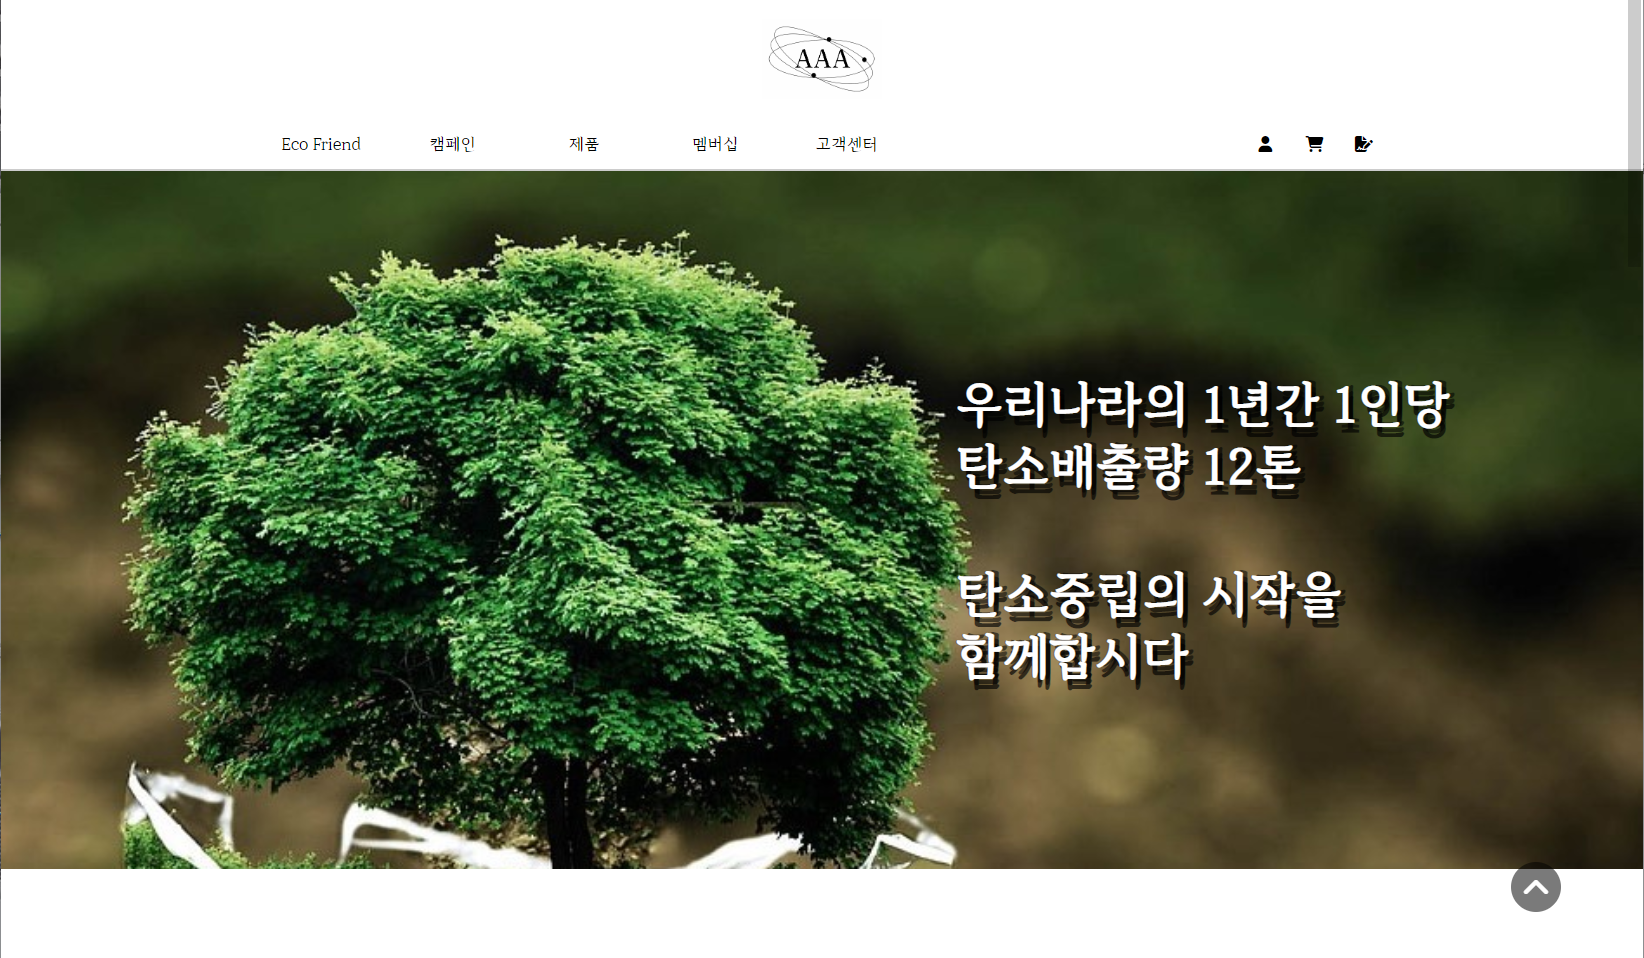 AAA
Eco Friend
캠페인
제품
멤버십
고객센터
우리나라의 1년간 1인당
탄소배출량 12톤
탄소중립의 시작을
함께합시다